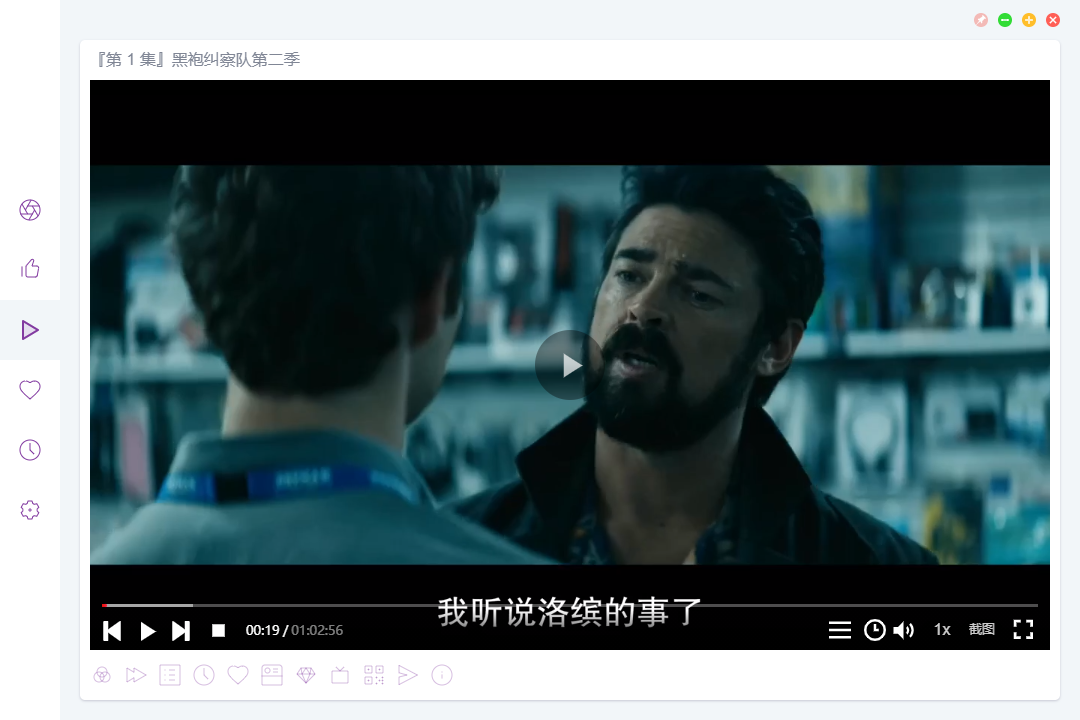 『第 1 集』黑袍纠察队第二季
我听说洛缤的事了
00:19 / 01:02:56
1x
截图